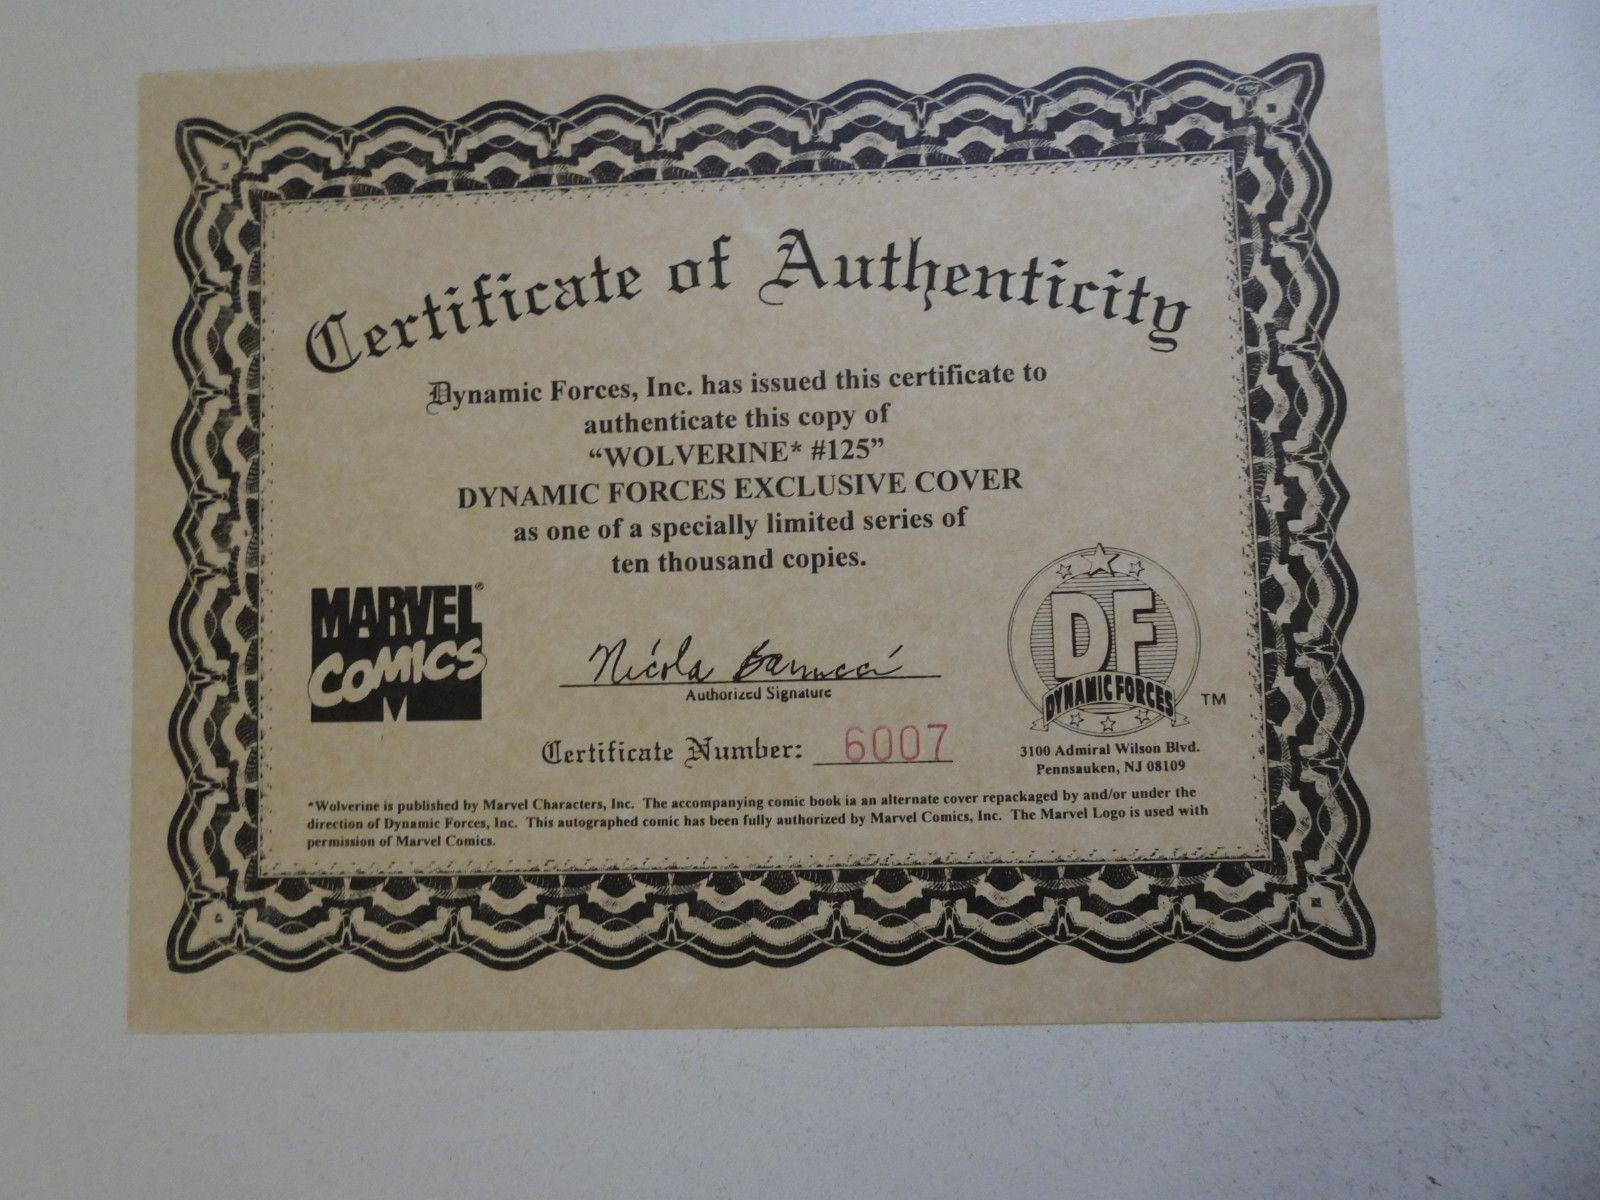 Certificate of Authenticity
Dynamic Forces, Inc. has issued this certificate to
authenticate this copy of
“WOLVERINE* #125”
DYNAMIC FORCES EXCLUSIVE COVER
as one of a specially limited series of
ten thousand copies.
MARVEL®
COMICS
Nicola Barrucci
Authorized Signature
Certificate Number: 6007
DF
DYNAMIC FORCES
TM
3100 Admiral Wilson Blvd.
Pennsauken, NJ 08109
*Wolverine is published by Marvel Characters, Inc. The accompanying comic book ia an alternate cover repackaged by and/or under the
direction of Dynamic Forces, Inc. This autographed comic has been fully authorized by Marvel Comics, Inc. The Marvel Logo is used with
permission of Marvel Comics.